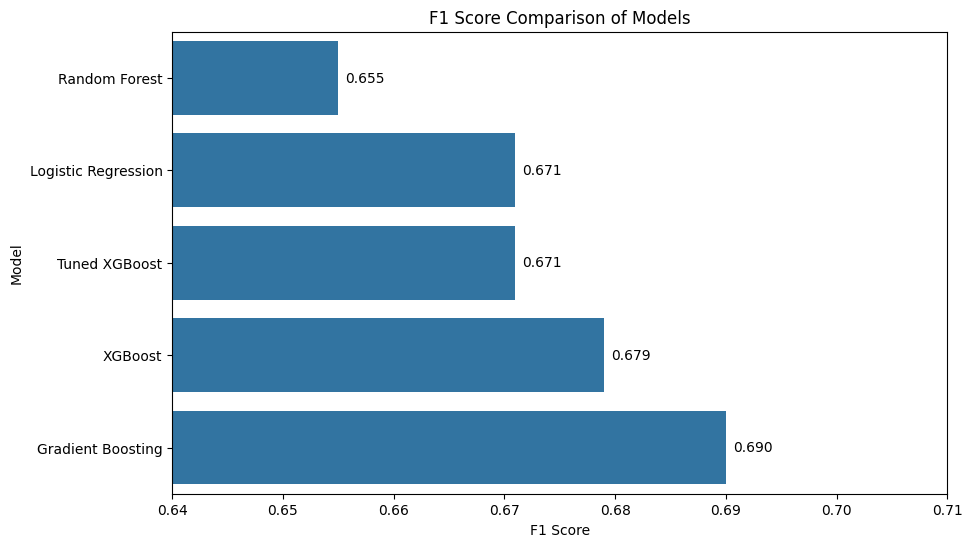 F1 Score Comparison of Models
Model
Random Forest
0.655
Logistic Regression
0.671
Tuned XGBoost
0.671
XGBoost
0.679
Gradient Boosting
0.690
0.64 0.65 0.66 0.67 0.68 0.69 0.70 0.71
F1 Score